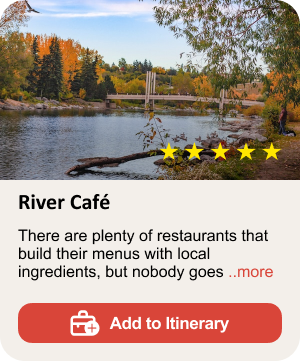 River Café
There are plenty of restaurants that
build their menus with local
ingredients, but nobody goes ..more
Add to Itinerary